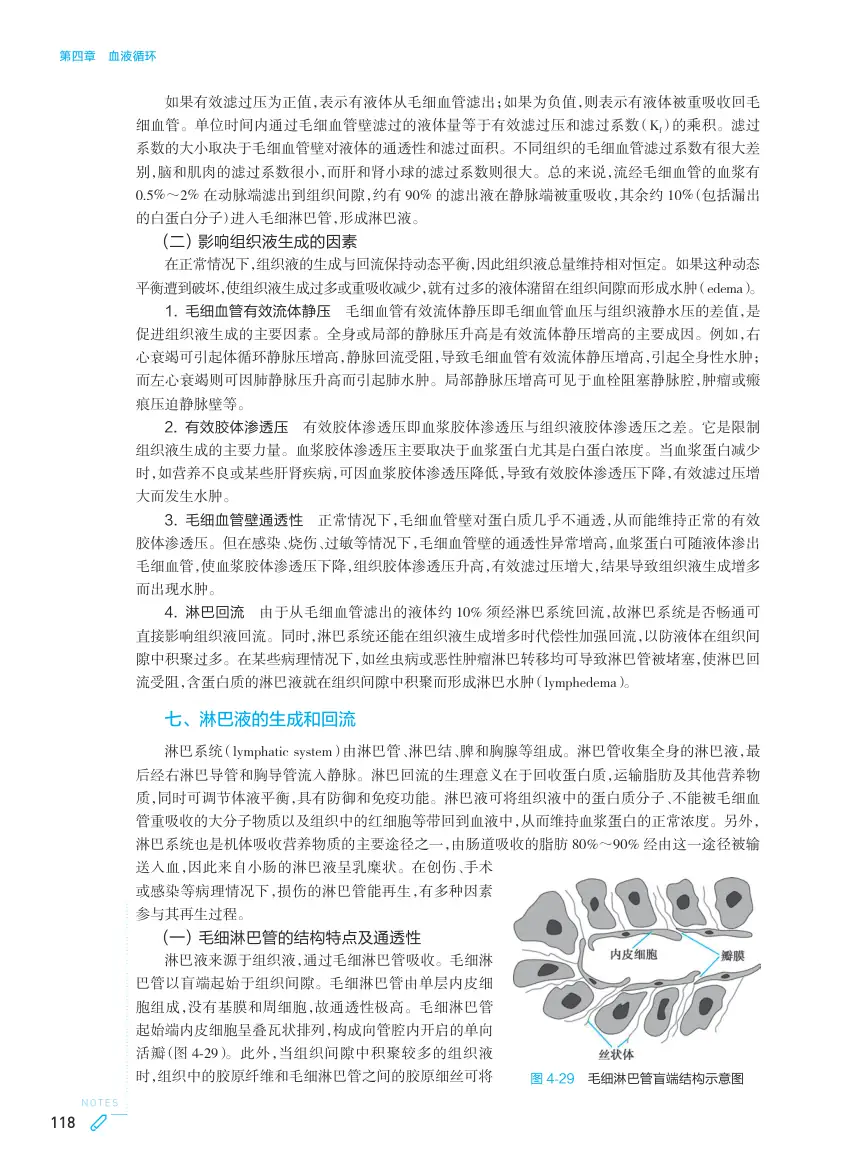 第四章 血液循环
如果有效滤过压为正值,表示有液体从毛细血管滤出;如果为负值,则表示有液体被重吸收回毛
细血管。单位时间内通过毛细血管壁滤过的液体量等于有效滤过压和滤过系数(Kf)的乘积。滤过
系数的大小取决于毛细血管壁对液体的通透性和滤过面积。不同组织的毛细血管滤过系数有很大差
别,脑和肌肉的滤过系数很小,而肝和肾小球的滤过系数则很大。总的来说,流经毛细血管的血浆有
0.5%~2% 在动脉端滤出到组织间隙,约有 90% 的滤出液在静脉端被重吸收,其余约 10%(包括漏出
的白蛋白分子)进入毛细淋巴管,形成淋巴液。
(二)影响组织液生成的因素
在正常情况下,组织液的生成与回流保持动态平衡,因此组织液总量维持相对恒定。如果这种动态
平衡遭到破坏,使组织液生成过多或重吸收减少,就有过多的液体潴留在组织间隙而形成水肿(edema)。
1. 毛细血管有效流体静压 毛细血管有效流体静压即毛细血管血压与组织液静水压的差值,是
促进组织液生成的主要因素。全身或局部的静脉压升高是有效流体静压增高的主要成因。例如,右
心衰竭可引起体循环静脉压增高,静脉回流受阻,导致毛细血管有效流体静压增高,引起全身性水肿;
而左心衰竭则可因肺静脉压升高而引起肺水肿。局部静脉压增高可见于血栓阻塞静脉腔,肿瘤或瘢
痕压迫静脉壁等。
2. 有效胶体渗透压 有效胶体渗透压即血浆胶体渗透压与组织液胶体渗透压之差。它是限制
组织液生成的主要力量。血浆胶体渗透压主要取决于血浆蛋白尤其是白蛋白浓度。当血浆蛋白减少
时,如营养不良或某些肝肾疾病,可因血浆胶体渗透压降低,导致有效胶体渗透压下降,有效滤过压增
大而发生水肿。
3. 毛细血管壁通透性 正常情况下,毛细血管壁对蛋白质几乎不通透,从而能维持正常的有效
胶体渗透压。但在感染、烧伤、过敏等情况下,毛细血管壁的通透性异常增高,血浆蛋白可随液体渗出
毛细血管,使血浆胶体渗透压下降,组织胶体渗透压升高,有效滤过压增大,结果导致组织液生成增多
而出现水肿。
4. 淋巴回流 由于从毛细血管滤出的液体约 10% 须经淋巴系统回流,故淋巴系统是否畅通可
直接影响组织液回流。同时,淋巴系统还能在组织液生成增多时代偿性加强回流,以防液体在组织间
隙中积聚过多。在某些病理情况下,如丝虫病或恶性肿瘤淋巴转移均可导致淋巴管被堵塞,使淋巴回
流受阻,含蛋白质的淋巴液就在组织间隙中积聚而形成淋巴水肿(lymphedema)。
七、淋巴液的生成和回流
淋巴系统(lymphatic system)由淋巴管、淋巴结、脾和胸腺等组成。淋巴管收集全身的淋巴液,最
后经右淋巴导管和胸导管流入静脉。淋巴回流的生理意义在于回收蛋白质,运输脂肪及其他营养物
质,同时可调节体液平衡,具有防御和免疫功能。淋巴液可将组织液中的蛋白质分子、不能被毛细血
管重吸收的大分子物质以及组织中的红细胞等带回到血液中,从而维持血浆蛋白的正常浓度。另外,
淋巴系统也是机体吸收营养物质的主要途径之一,由肠道吸收的脂肪 80%~90% 经由这一途径被输
送入血,因此来自小肠的淋巴液呈乳糜状。在创伤、手术
或感染等病理情况下,损伤的淋巴管能再生,有多种因素
参与其再生过程。
(一)毛细淋巴管的结构特点及通透性
淋巴液来源于组织液,通过毛细淋巴管吸收。毛细淋
巴管以盲端起始于组织间隙。毛细淋巴管由单层内皮细
胞组成,没有基膜和周细胞,故通透性极高。毛细淋巴管
起始端内皮细胞呈叠瓦状排列,构成向管腔内开启的单向
活瓣(图 4-29)。此外,当组织间隙中积聚较多的组织液
时,组织中的胶原纤维和毛细淋巴管之间的胶原细丝可将
内皮细胞
瓣膜
丝状体
图 4-29 毛细淋巴管盲端结构示意图
NOTES
118